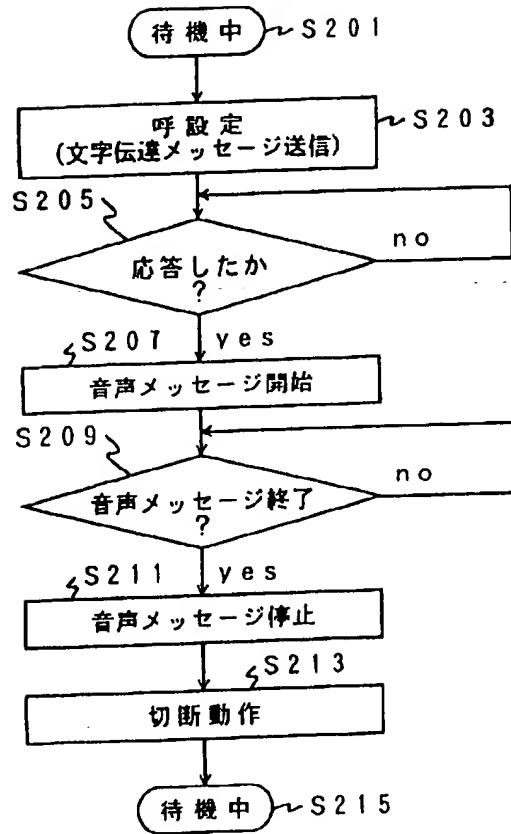 待機中 S201
呼設定 S203
(文字伝達メッセージ送信)
S205
応答したか no
?
S207 yes
音声メッセージ開始
S209
音声メッセージ終了 no
?
S211 yes
音声メッセージ停止
S213
切断動作
待機中 S215